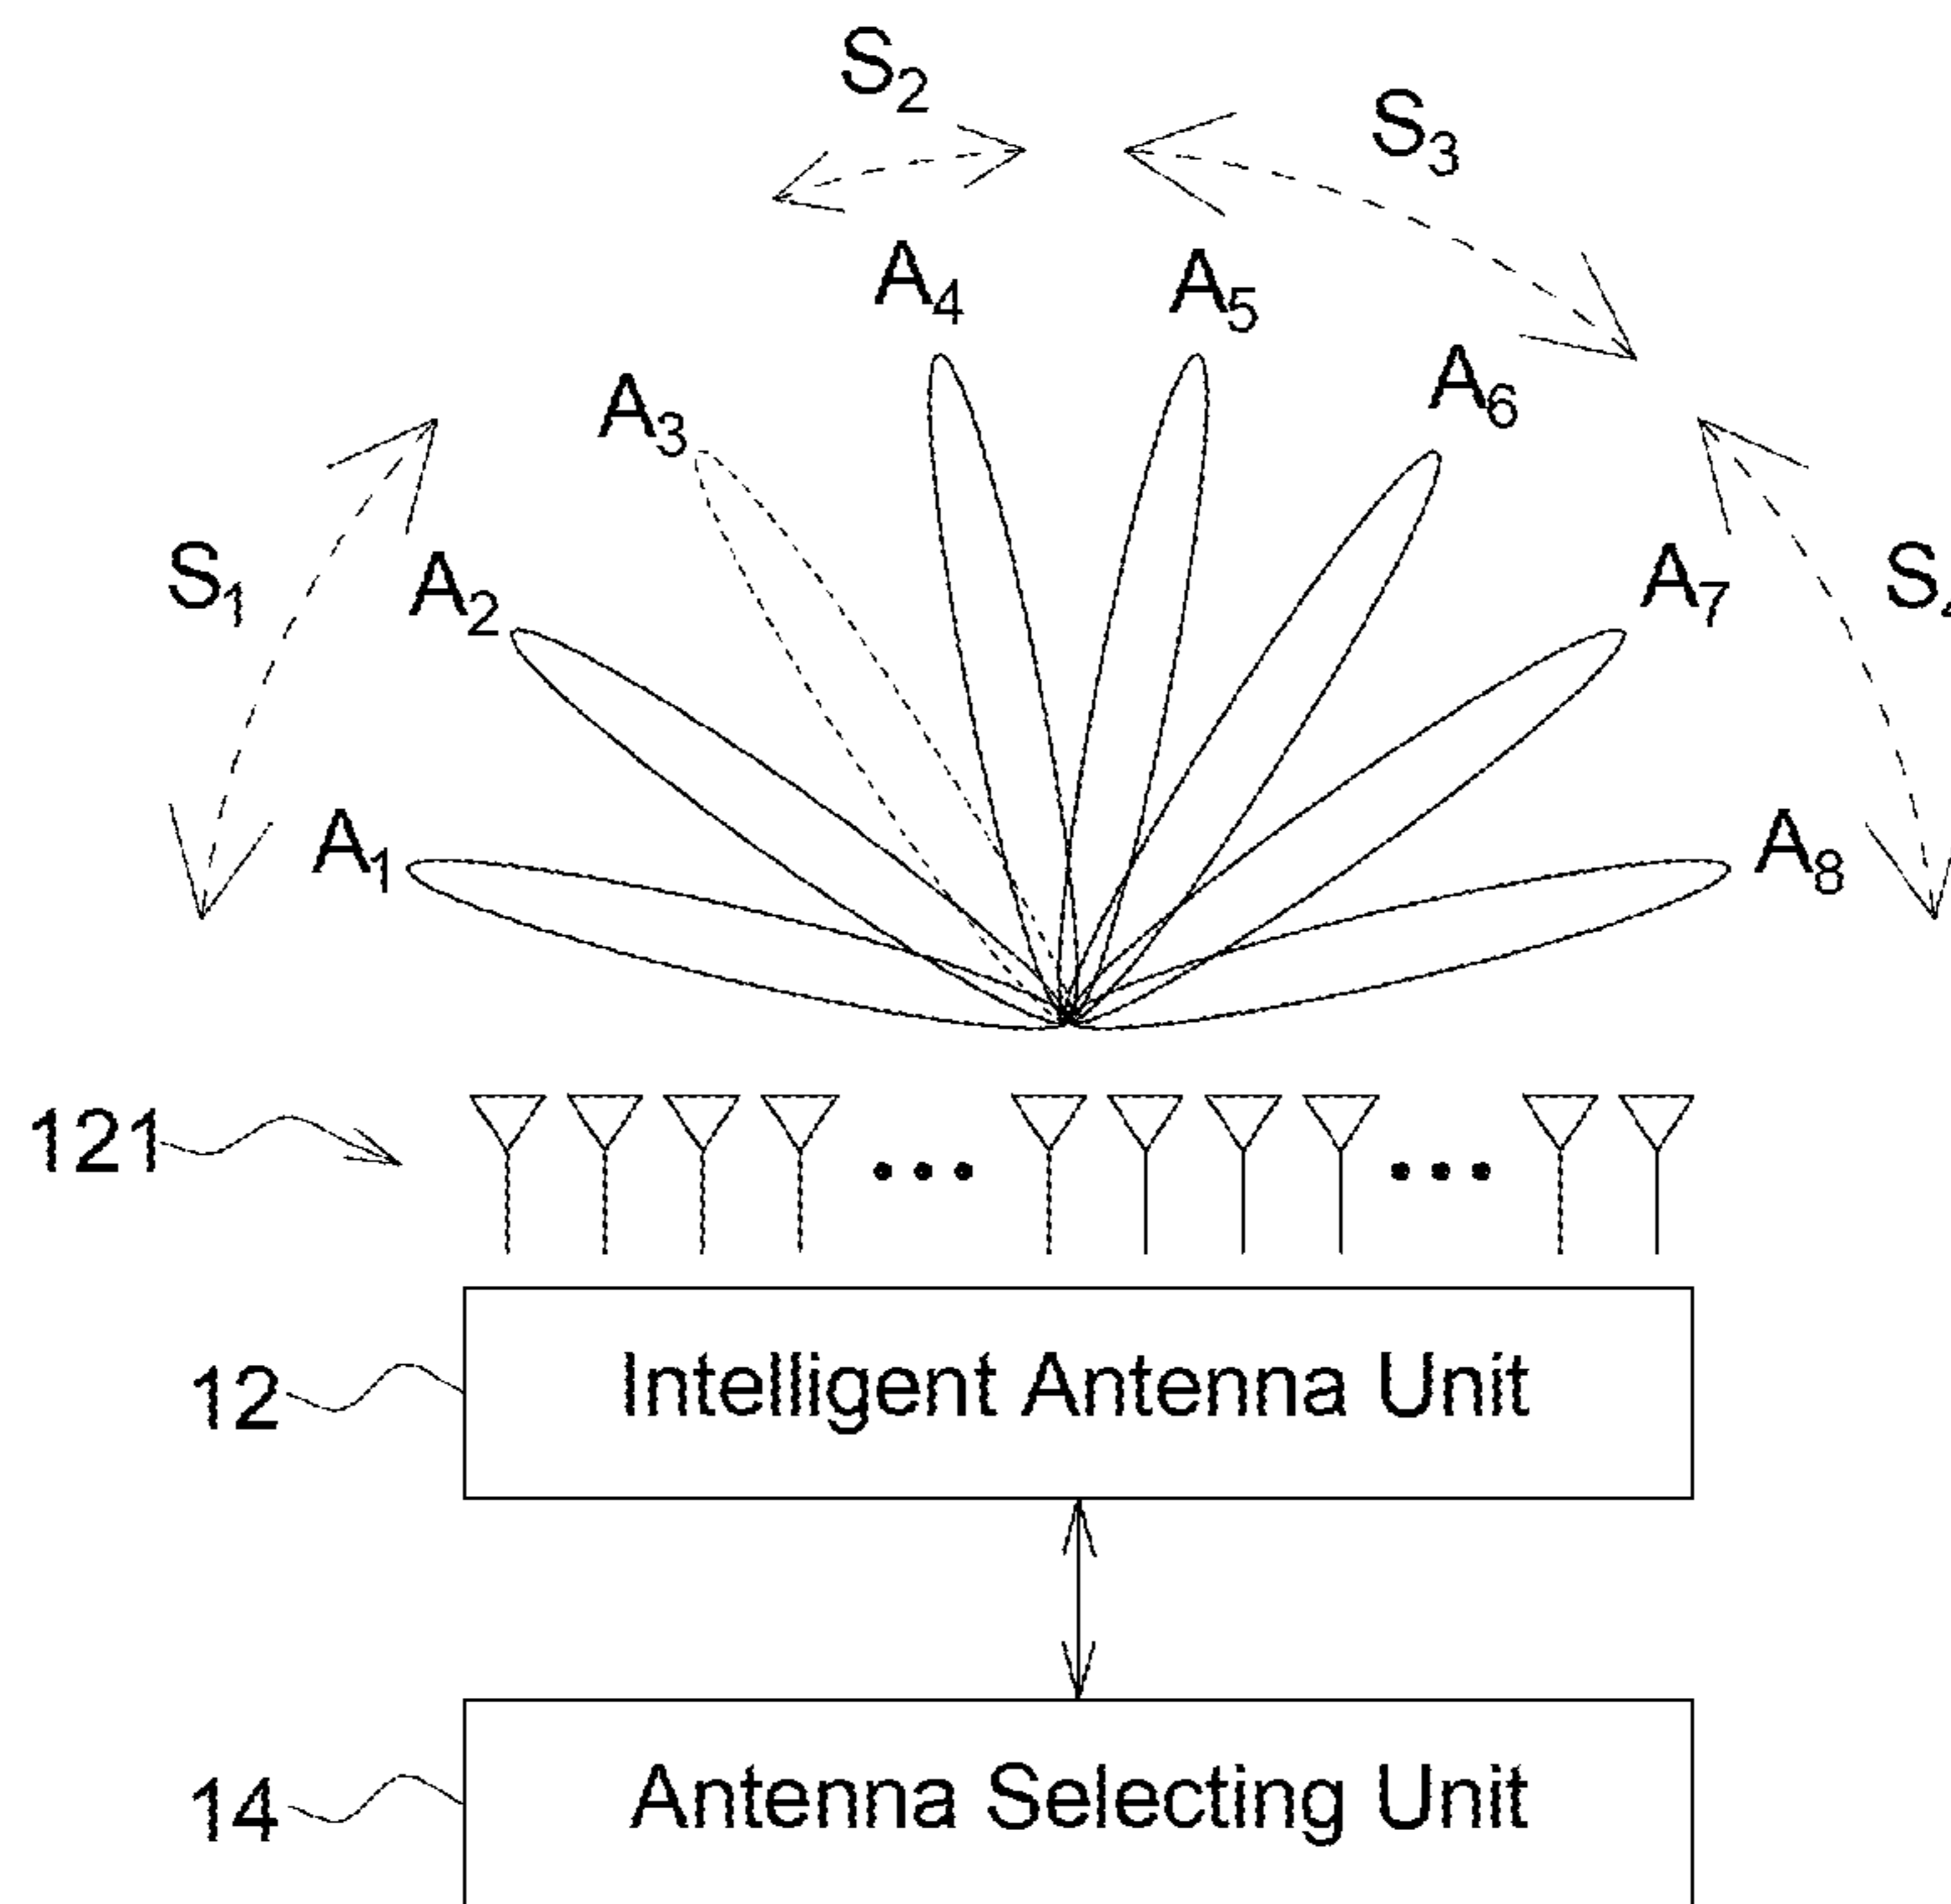 S2
S3
A4
A5
A6
A3
S1
A2
A7
S
A1
A8
121
12
Intelligent Antenna Unit
14
Antenna Selecting Unit